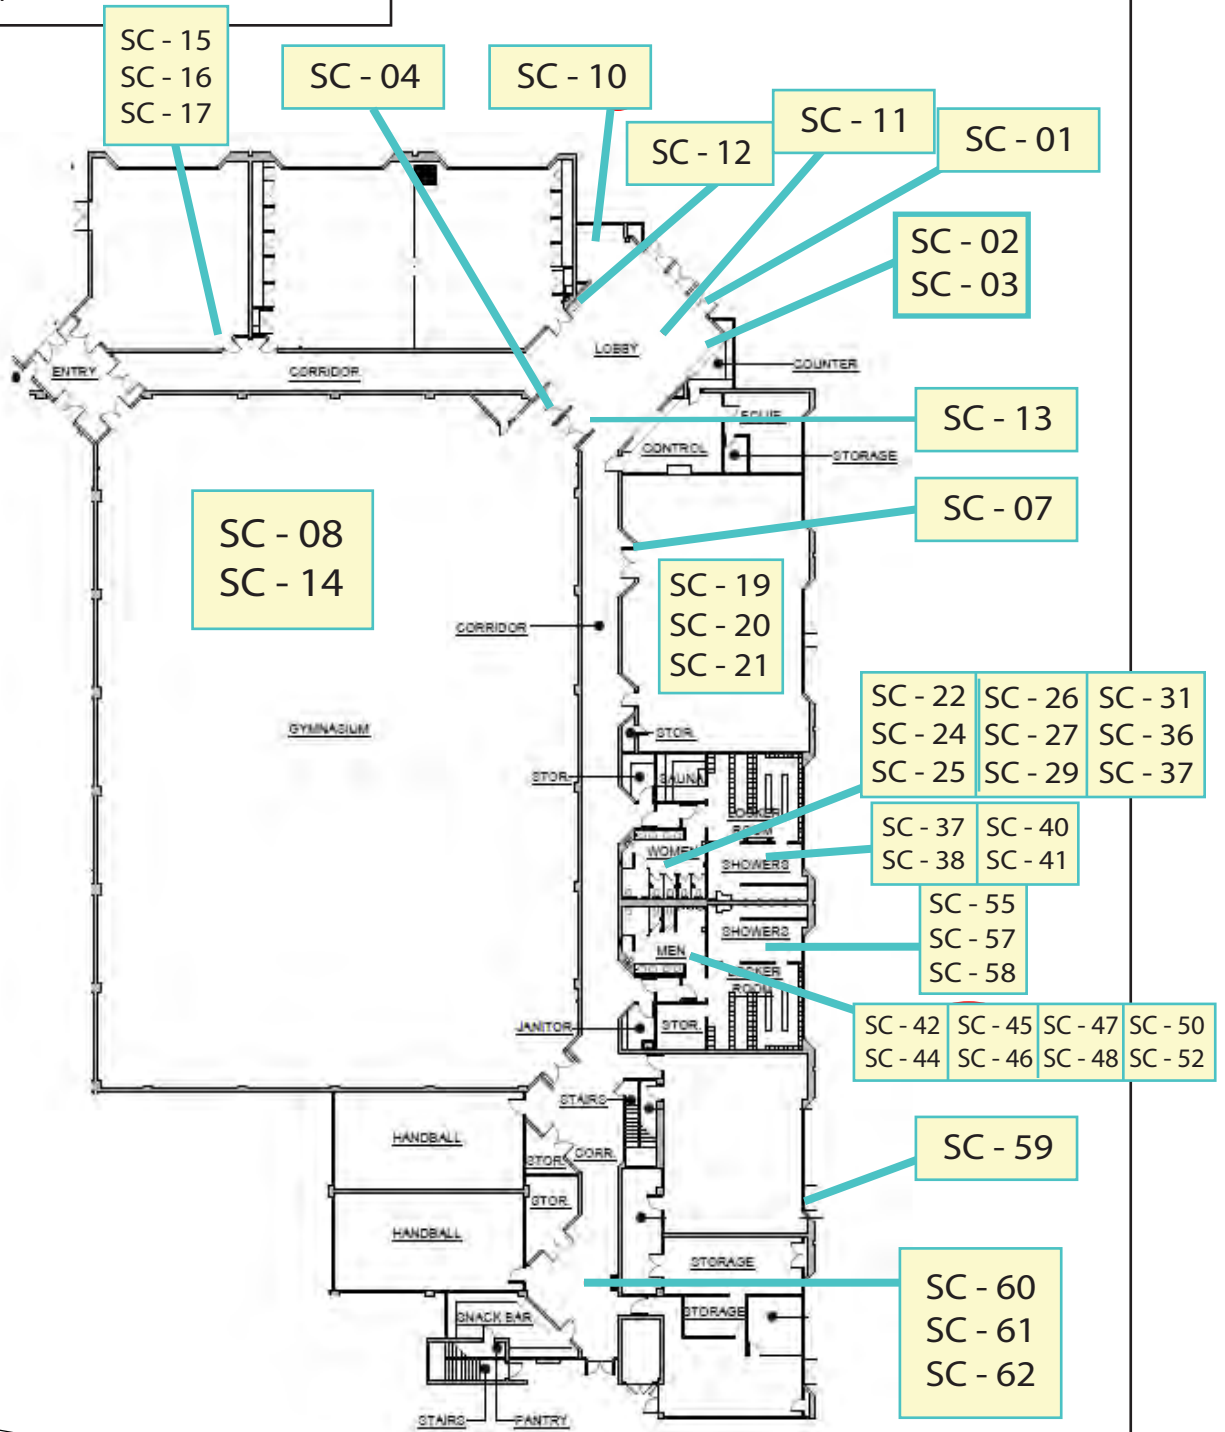 SC - 15
SC - 16
SC - 17
SC - 04
SC - 10
SC - 12
SC - 11
SC - 01
SC - 02
SC - 03
LOBBY
ENTRY
CORRIDOR
COUNTER
EQUIP.
SC - 13
CONTROL
STORAGE
SC - 07
SC - 08
SC - 14
SC - 19
SC - 20
SC - 21
CORRIDOR
GYMNASIUM
STOR.
STOR.
SAUNA
SC - 22 SC - 26 SC - 31
SC - 24 SC - 27 SC - 36
SC - 25 SC - 29 SC - 37
LOCKER
ROOM
WOMEN
SHOWERS
SC - 37 SC - 40
SC - 38 SC - 41
SC - 55
SC - 57
SC - 58
SHOWERS
MEN
LOCKER
ROOM
JANITOR
STOR.
SC - 42 SC - 45 SC - 47 SC - 50
SC - 44 SC - 46 SC - 48 SC - 52
STAIRS
HANDBALL
STOR.
CORR.
SC - 59
STOR.
HANDBALL
STORAGE
STORAGE
SC - 60
SC - 61
SC - 62
SNACK BAR
STAIRS
PANTRY